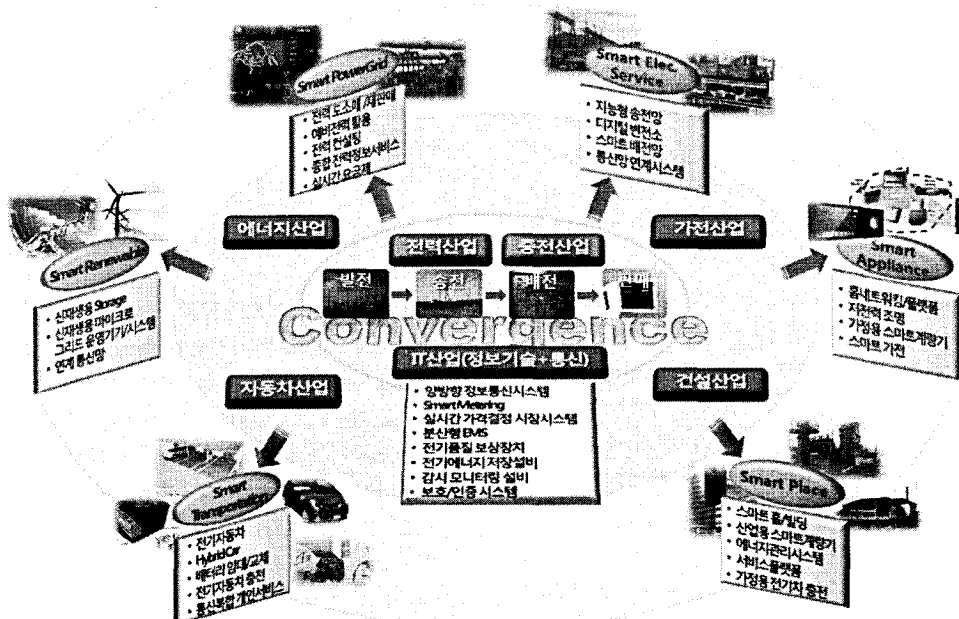 Smart PowerGrid
• 전력 도소매/재판매
• 예비전력 활용
• 전력 컨설팅
• 종합 전력정보서비스
• 실시간 요금제
Smart Elec.
Service
• 지능형 송전망
• 디지털 변전소
• 스마트 배전망
• 통신망 연계시스템
Smart Renewable
• 신재생용 Storage
• 신재생용 마이크로
그리드 운영기기/시스템
• 연계 통신망
에너지산업
전력산업
중전산업
가전산업
Smart
Appliance
• 홈네트워킹/플랫폼
• 저전력 조명
• 가정용 스마트계량기
• 스마트 가전
발전
송전
배전
판매
Convergence
IT산업(정보기술+통신)
• 양방향 정보통신시스템
• Smart Metering
• 실시간 가격결정 시장시스템
• 분산형 EMS
• 전기품질 보상장치
• 전기에너지 저장설비
• 감시 모니터링 설비
• 보호/인증 시스템
자동차산업
건설산업
Smart
Transportation
• 전기자동차
• Hybrid Car
• 배터리 임대/교체
• 전기자동차 충전
• 통신복합 개인서비스
Smart Place
• 스마트 홈/빌딩
• 산업용 스마트계량기
• 에너지관리시스템
• 서비스플랫폼
• 가정용 전기차 충전